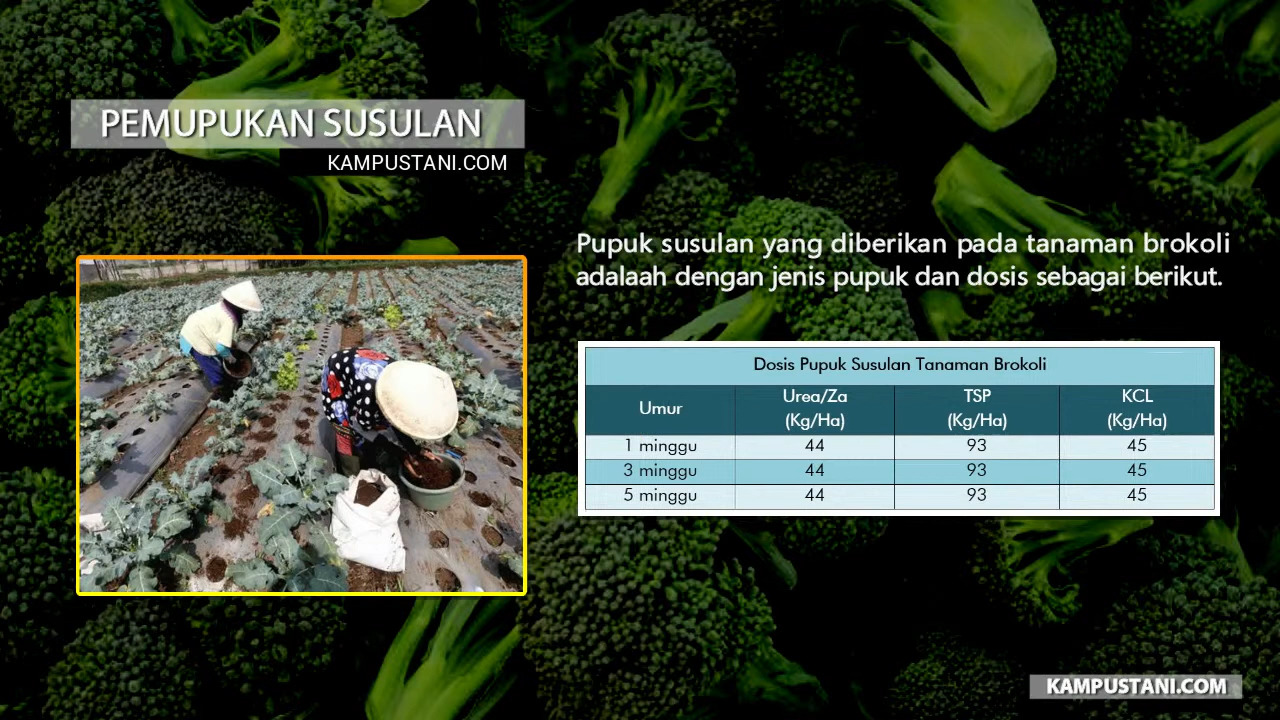 PEMUPUKAN SUSULAN
KAMPUSTANI.COM
Pupuk susulan yang diberikan pada tanaman brokoli
adalaah dengan jenis pupuk dan dosis sebagai berikut.
Dosis Pupuk Susulan Tanaman Brokoli
Umur Urea/Za (Kg/Ha) TSP (Kg/Ha) KCL (Kg/Ha)
1 minggu 44 93 45
3 minggu 44 93 45
5 minggu 44 93 45
KAMPUSTANI.COM